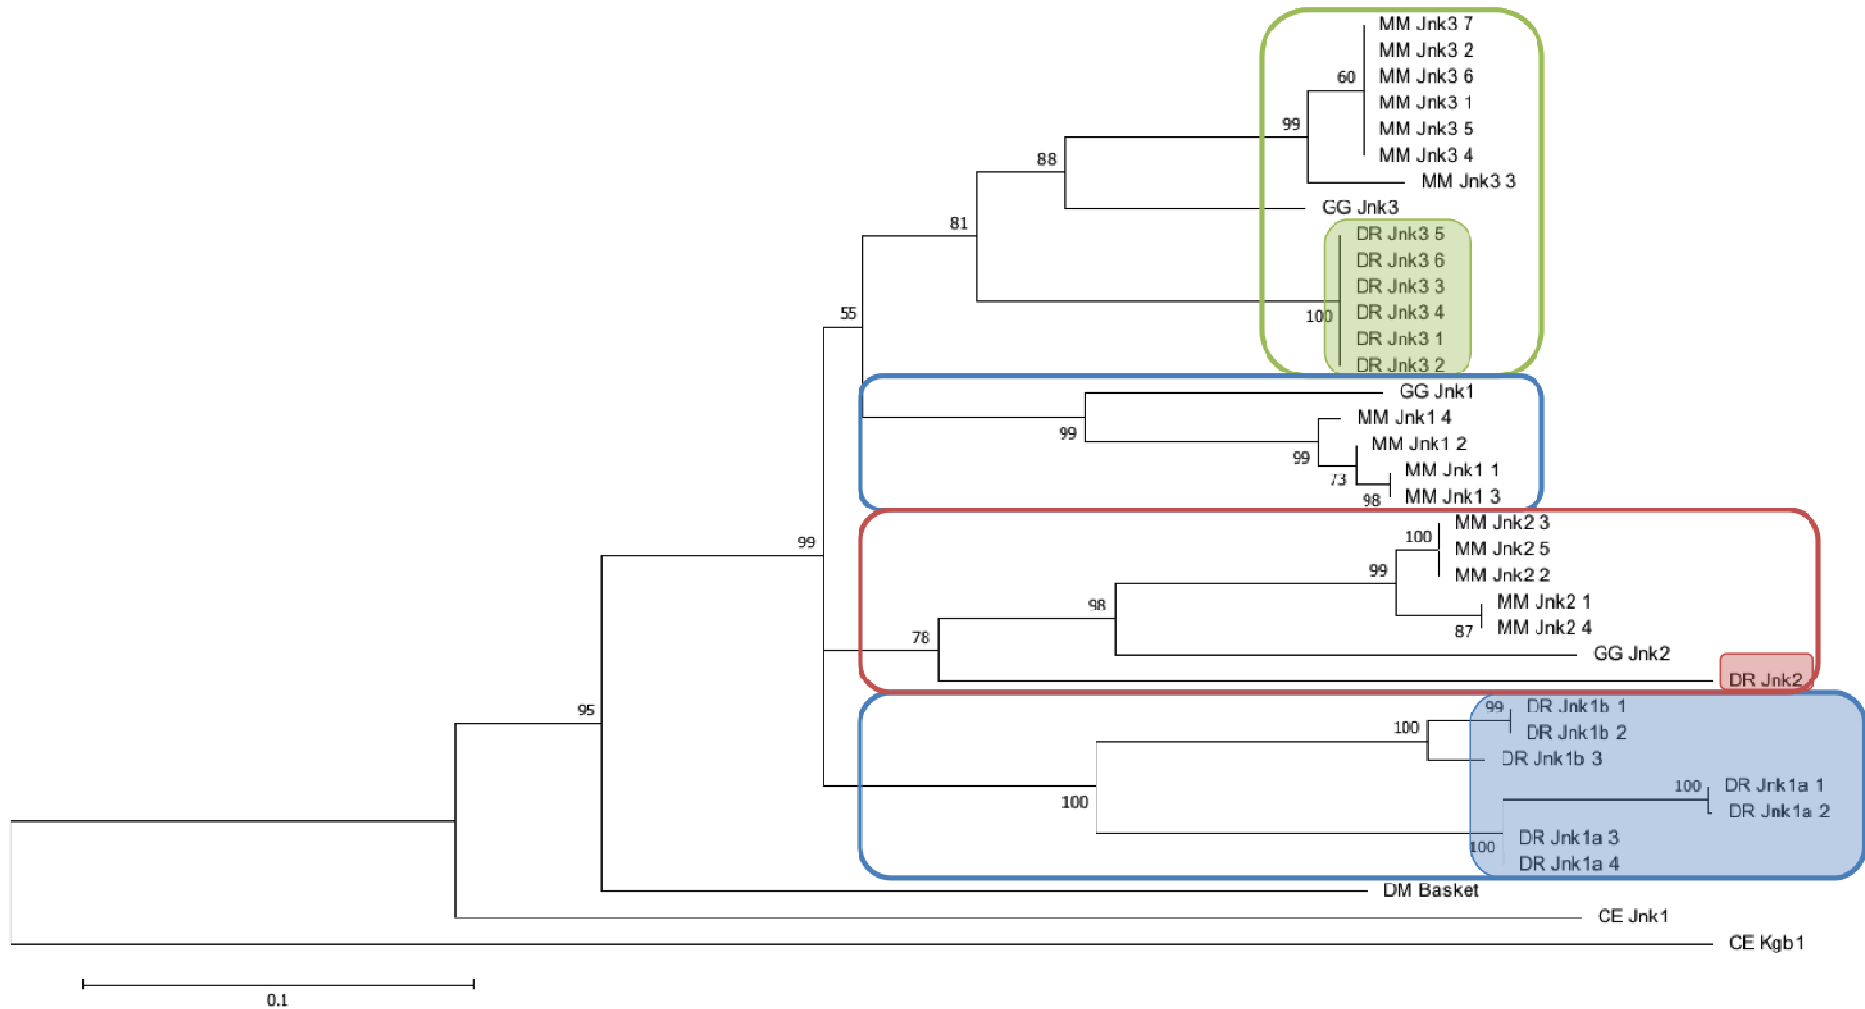 MM Jnk3 7
MM Jnk3 2
60 MM Jnk3 6
MM Jnk3 1
99 MM Jnk3 5
MM Jnk3 4
88
MM Jnk3 3
GG Jnk3
81
DR Jnk3 5
DR Jnk3 6
DR Jnk3 3
55 100 DR Jnk3 4
DR Jnk3 1
DR Jnk3 2
GG Jnk1
MM Jnk1 4
99
MM Jnk1 2
99
MM Jnk1 1
73
98 MM Jnk1 3
MM Jnk2 3
100
99 MM Jnk2 5
99
MM Jnk2 2
98 MM Jnk2 1
87 MM Jnk2 4
78
GG Jnk2
DR Jnk2
95 99 DR Jnk1b 1
100 DR Jnk1b 2
DR Jnk1b 3
100 DR Jnk1a 1
100
DR Jnk1a 2
DR Jnk1a 3
100
DR Jnk1a 4
DM Basket
CE Jnk1
CE Kgb1
0.1